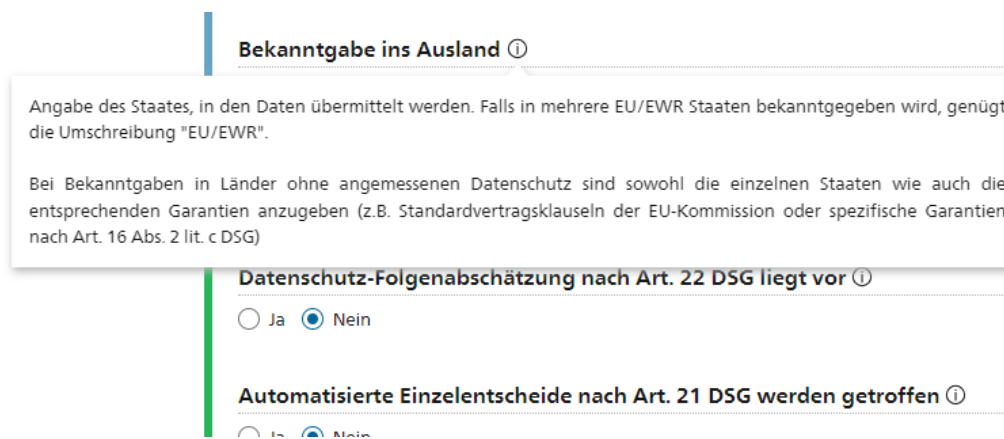 Bekanntgabe ins Ausland
Angabe des Staates, in den Daten übermittelt werden. Falls in mehrere EU/EWR Staaten bekanntgegeben wird, genügt
die Umschreibung "EU/EWR".
Bei Bekanntgaben in Länder ohne angemessenen Datenschutz sind sowohl die einzelnen Staaten wie auch die
entsprechenden Garantien anzugeben (z.B. Standardvertragsklauseln der EU-Kommission oder spezifische Garantien
nach Art. 16 Abs. 2 lit. c DSG)
Datenschutz-Folgenabschätzung nach Art. 22 DSG liegt vor
Ja Nein
Automatisierte Einzelentscheide nach Art. 21 DSG werden getroffen
Ja Nein